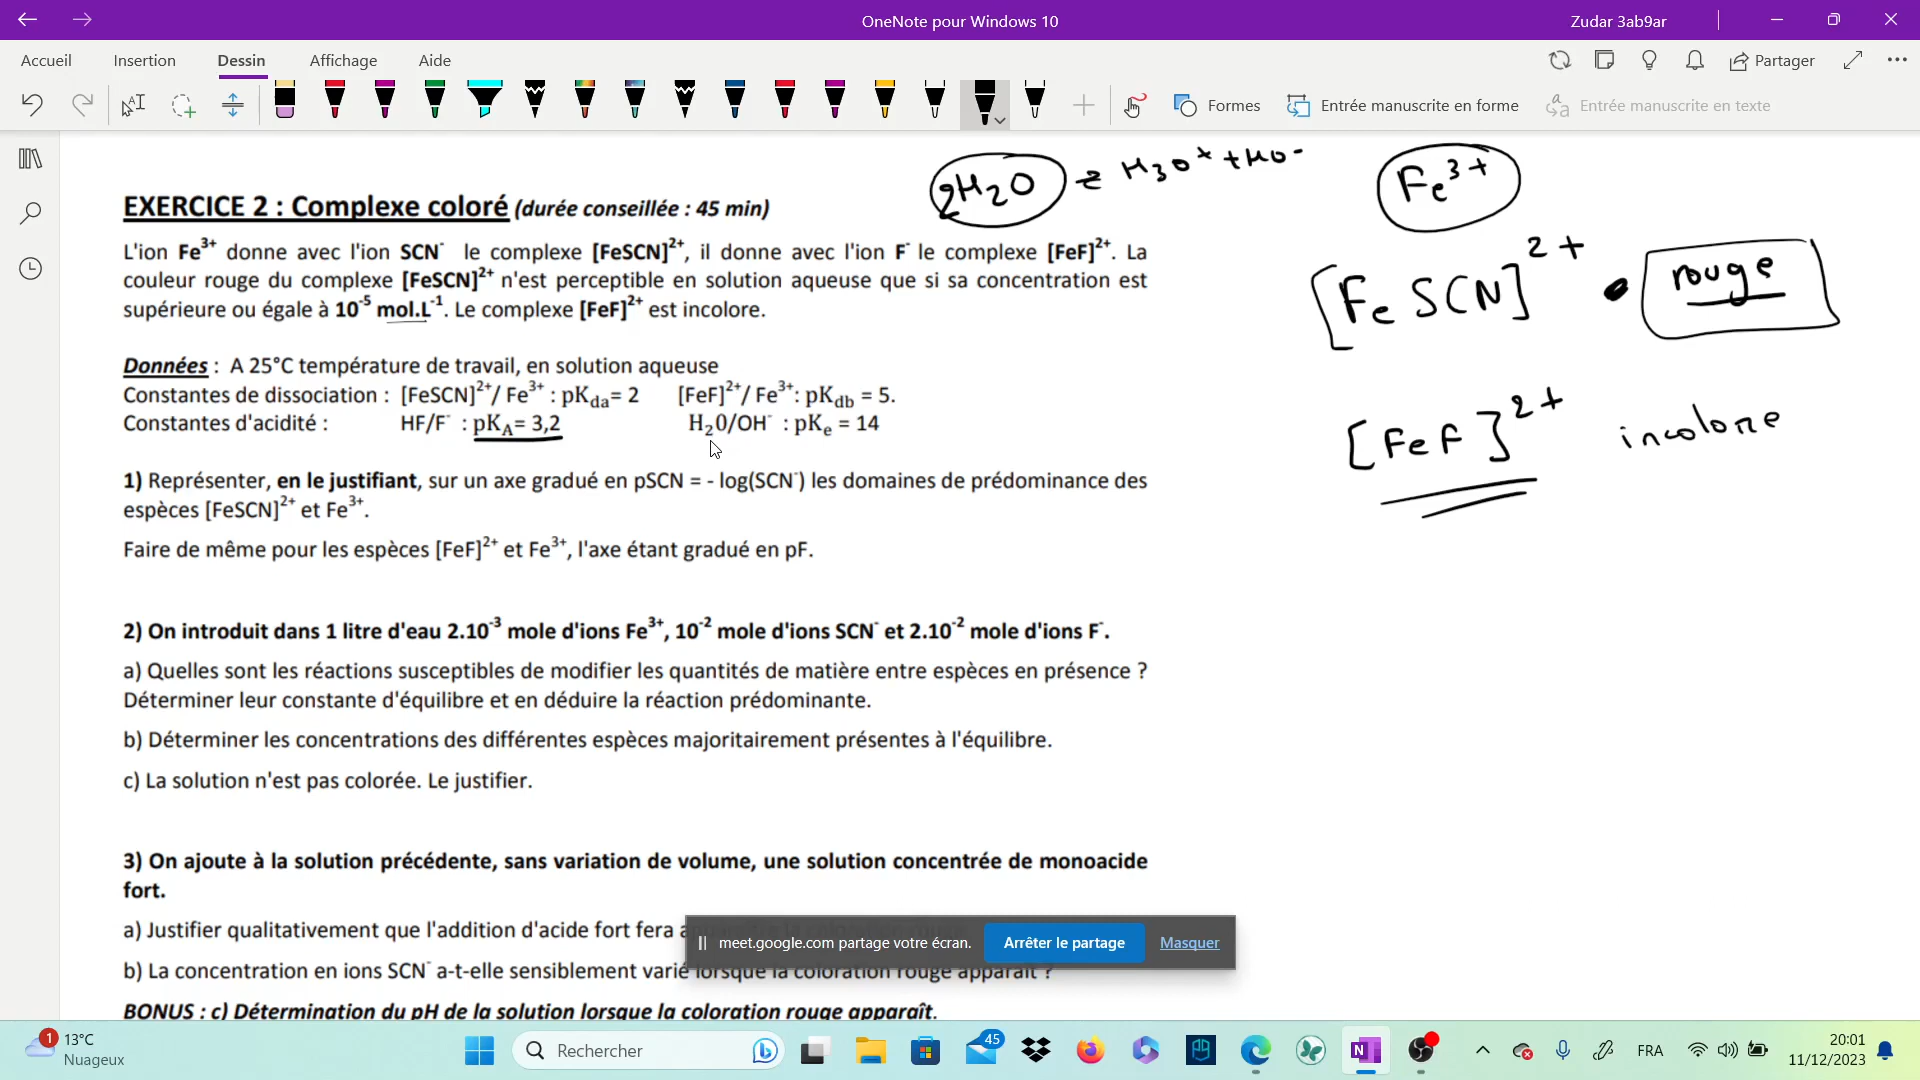 OneNote pour Windows 10
Zudar 3ab9ar
Accueil Insertion Dessin Affichage Aide
Partager
Formes Entrée manuscrite en forme Entrée manuscrite en texte
2H2O ⇌ H3O+ + HO-
Fe3+
EXERCICE 2 : Complexe coloré (durée conseillée : 45 min)
L'ion Fe3+ donne avec l'ion SCN- le complexe [FeSCN]2+, il donne avec l'ion F- le complexe [FeF]2+. La
couleur rouge du complexe [FeSCN]2+ n'est perceptible en solution aqueuse que si sa concentration est
supérieure ou égale à 10-5 mol.L-1. Le complexe [FeF]2+ est incolore.
[FeSCN]2+ • rouge
Données : A 25°C température de travail, en solution aqueuse
Constantes de dissociation : [FeSCN]2+/ Fe3+ : pKda= 2 [FeF]2+/ Fe3+: pKdb = 5.
Constantes d'acidité : HF/F- : pKA= 3,2 H20/OH- : pKe = 14
[FeF]2+ incolore
1) Représenter, en le justifiant, sur un axe gradué en pSCN = - log(SCN-) les domaines de prédominance des
espèces [FeSCN]2+ et Fe3+.
Faire de même pour les espèces [FeF]2+ et Fe3+, l'axe étant gradué en pF.
2) On introduit dans 1 litre d'eau 2.10-3 mole d'ions Fe3+, 10-2 mole d'ions SCN- et 2.10-2 mole d'ions F-.
a) Quelles sont les réactions susceptibles de modifier les quantités de matière entre espèces en présence ?
Déterminer leur constante d'équilibre et en déduire la réaction prédominante.
b) Déterminer les concentrations des différentes espèces majoritairement présentes à l'équilibre.
c) La solution n'est pas colorée. Le justifier.
3) On ajoute à la solution précédente, sans variation de volume, une solution concentrée de monoacide
fort.
a) Justifier qualitativement que l'addition d'acide fort fera
meet.google.com partage votre écran. Arrêter le partage Masquer
b) La concentration en ions SCN- a-t-elle sensiblement varié lorsque la coloration rouge apparaît ?
BONUS : c) Détermination du pH de la solution lorsque la coloration rouge apparaît.
1 13°C
Nuageux
Rechercher
45
FRA
20:01
11/12/2023